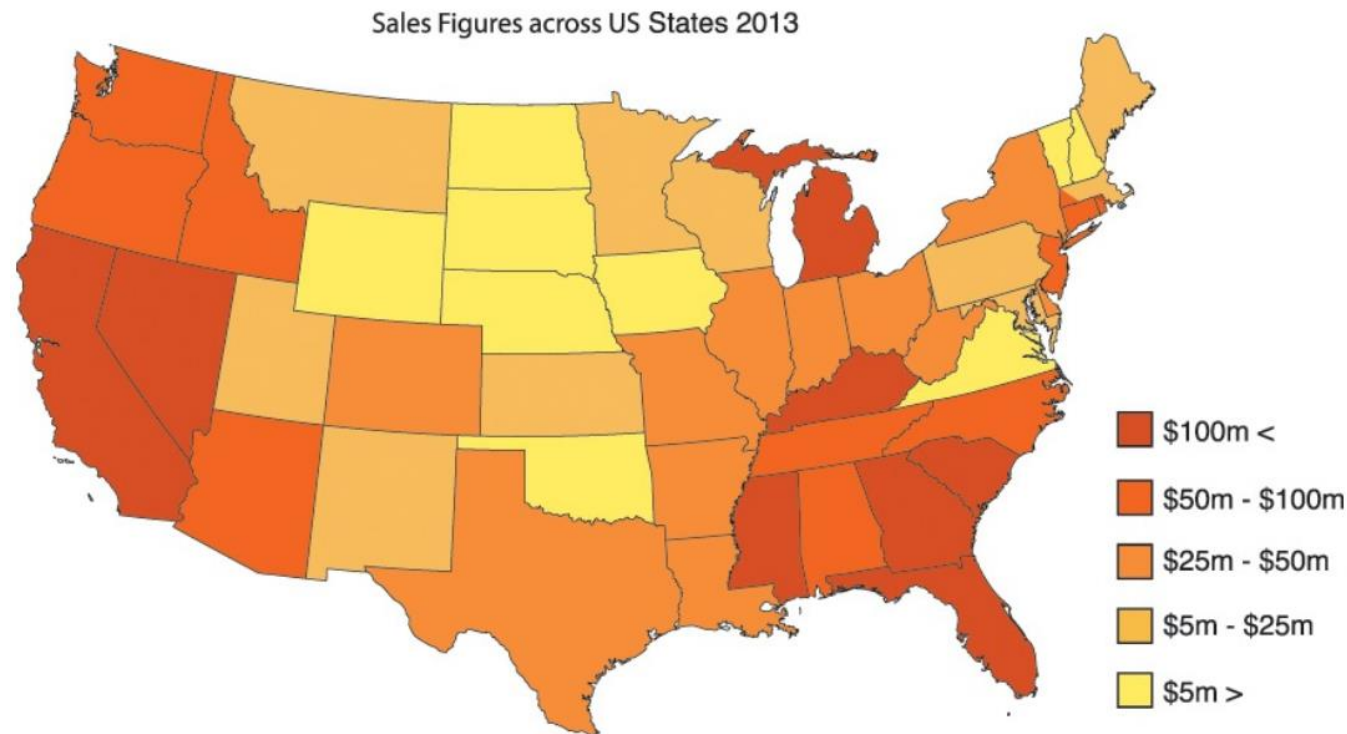 Sales Figures across US States 2013
$100m <
$50m - $100m
$25m - $50m
$5m - $25m
$5m >